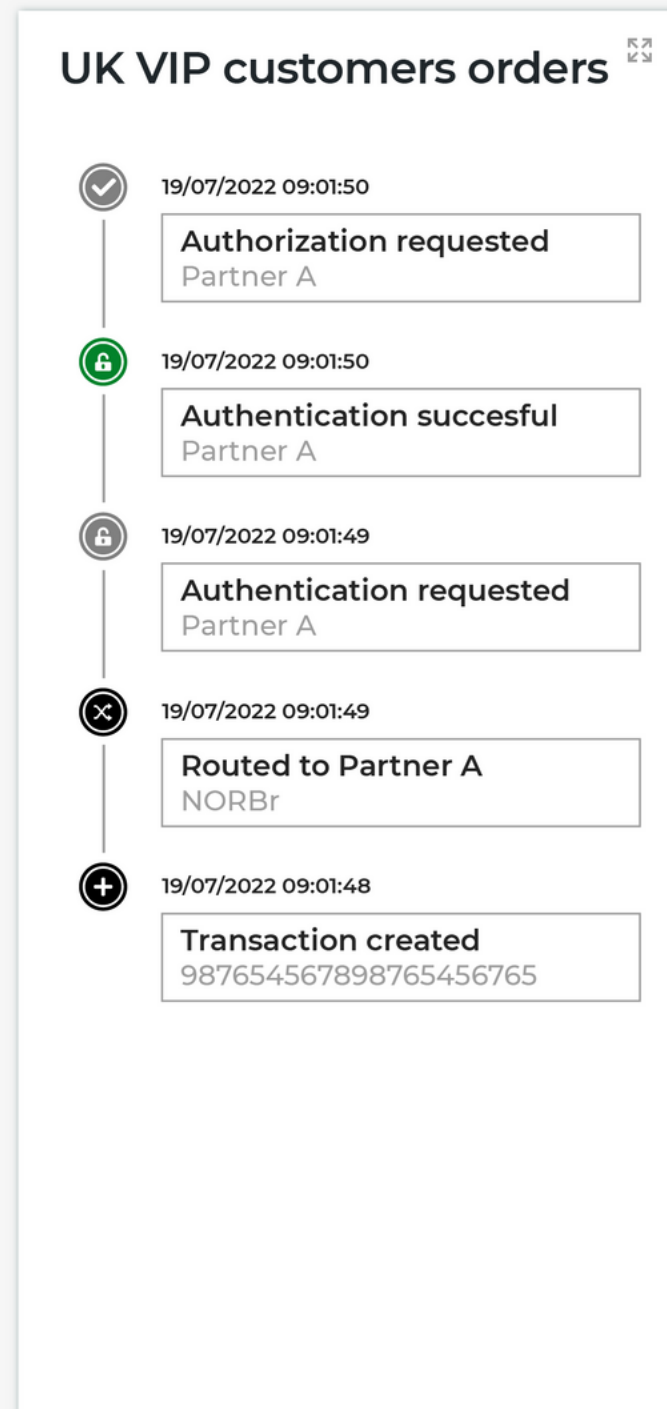 UK VIP customers orders
19/07/2022 09:01:50
Authorization requested
Partner A
19/07/2022 09:01:50
Authentication succesful
Partner A
19/07/2022 09:01:49
Authentication requested
Partner A
19/07/2022 09:01:49
Routed to Partner A
NORBr
19/07/2022 09:01:48
Transaction created
987654567898765456765